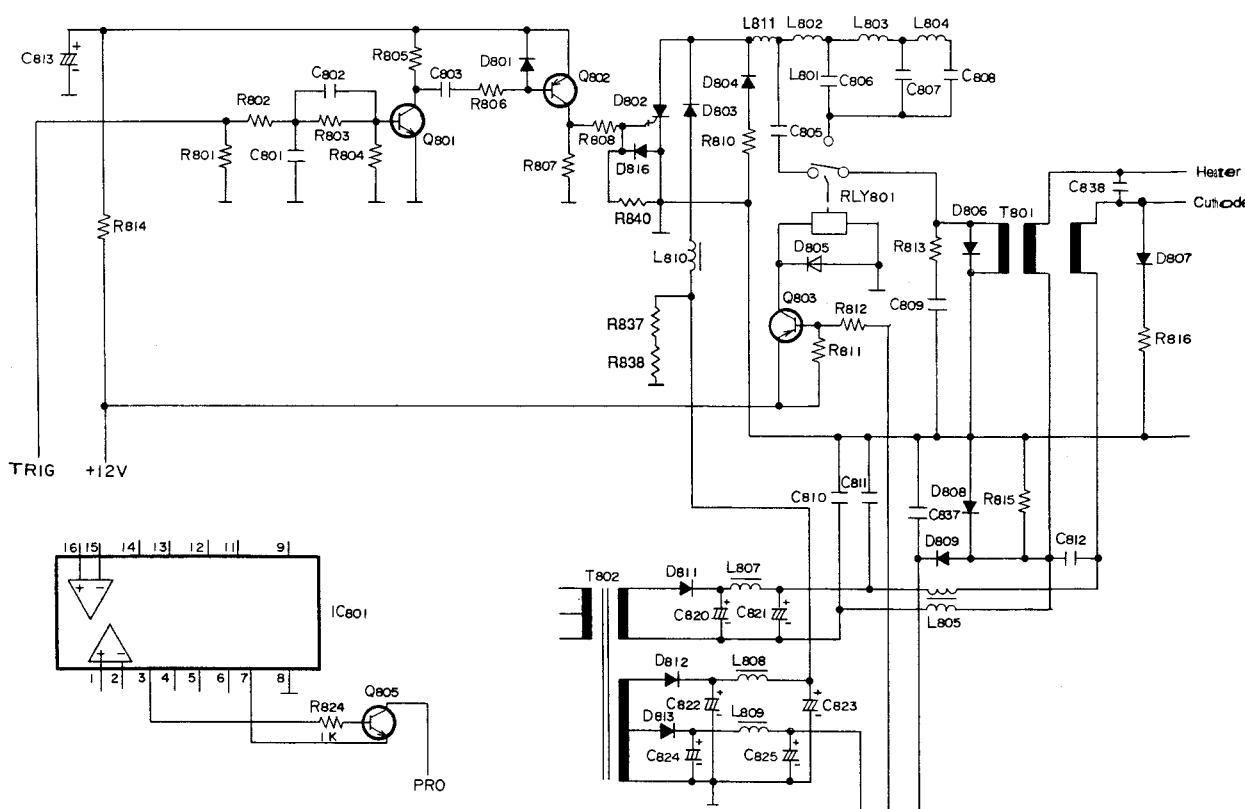 L811 L802 L803 L804
C813
R805 D801
C802 C803 Q802
R802 R806 D802 D804 L801 C806 C808
D803 C807
R803 Q801 R808 C805
R801 C801 R804 R807 D816 R810
RLY801 C838 Heater
R840 Cuthode
R814 D806 T801
L810 D805 R813 D807
Q803 R812 C809
R837 R811 R816
R838
TRIG +12V
C810 C811 D808 R815
C837
D809 C812
16 15 14 13 12 11 9
+ − T802 D811 L807
IC801 C820 + − C821 + −
L805
+ −
1 2 3 4 5 6 7 8
D812 L808
Q805 C822 + − C823 + −
R824 D813 L809
1K
C824 + − C825 + −
PRO